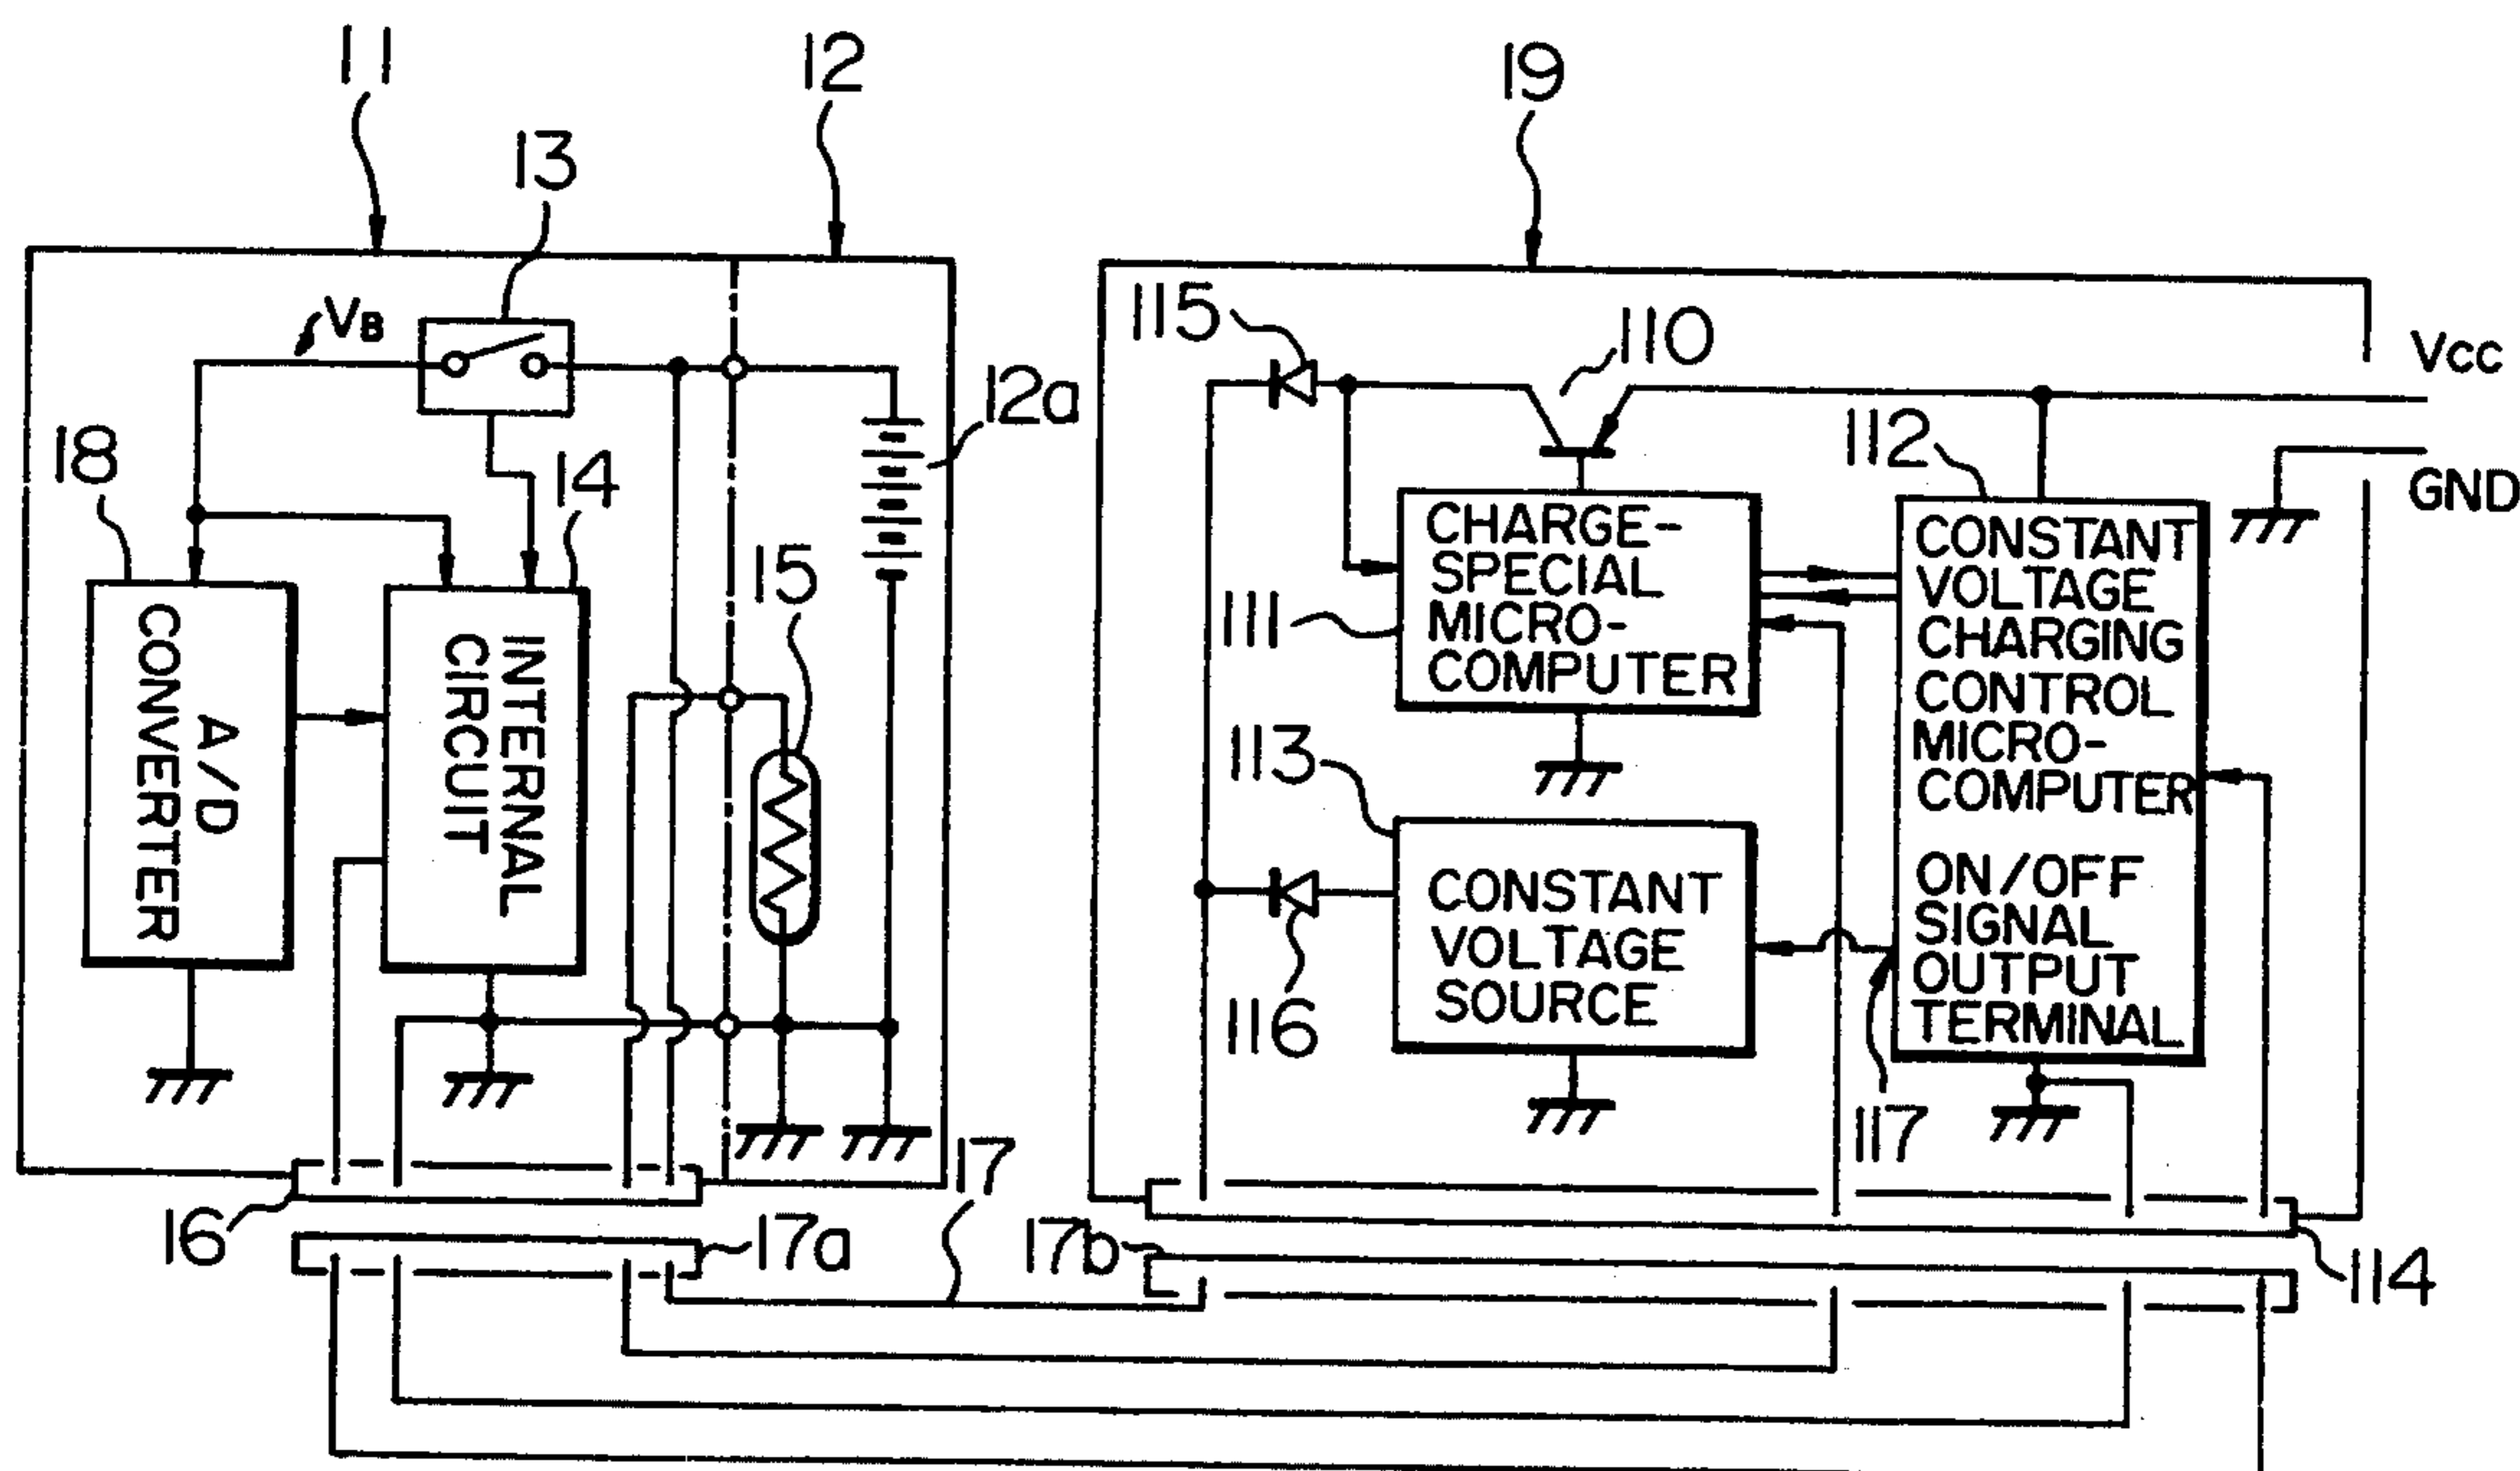 11
12
19
13
VB
115
110
Vcc
12a
18
14
112
GND
15
CHARGE-
SPECIAL
MICRO-
COMPUTER
111
CONSTANT
VOLTAGE
CHARGING
CONTROL
MICRO-
COMPUTER
ON/OFF
SIGNAL
OUTPUT
TERMINAL
A/D
CONVERTER
INTERNAL
CIRCUIT
113
CONSTANT
VOLTAGE
SOURCE
116
117
17
16
17a
17b
114